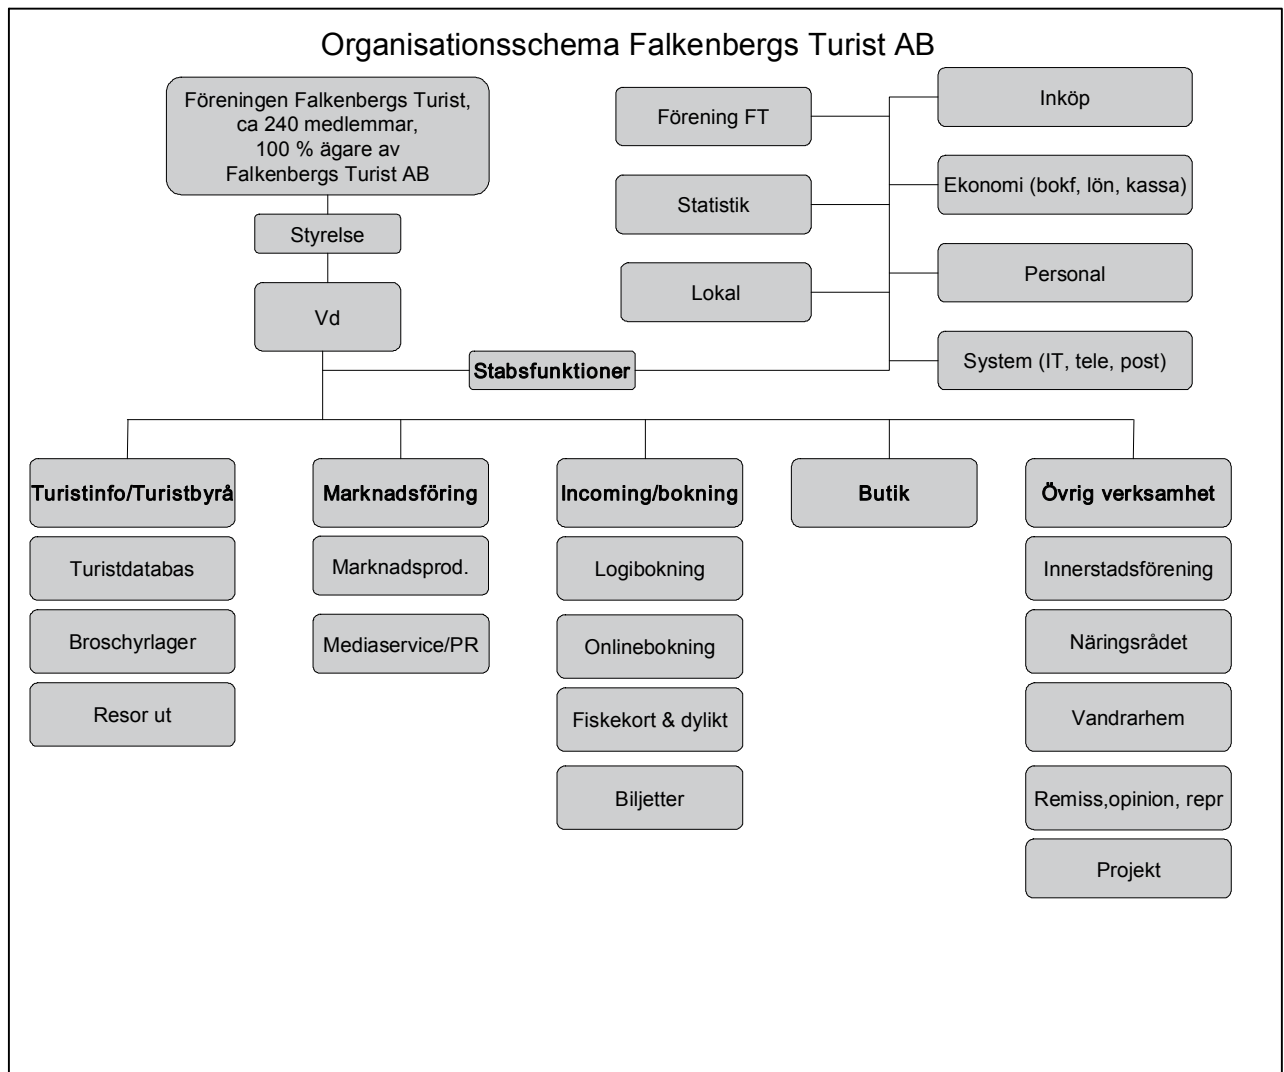 Organisationsschema Falkenbergs Turist AB
Föreningen Falkenbergs Turist,
ca 240 medlemmar,
100 % ägare av
Falkenbergs Turist AB
Styrelse
Vd
Stabsfunktioner
Förening FT
Statistik
Lokal
Inköp
Ekonomi (bokf, lön, kassa)
Personal
System (IT, tele, post)
Turistinfo/Turistbyrå
Turistdatabas
Broschyrlager
Resor ut
Marknadsföring
Marknadsprod.
Mediaservice/PR
Incoming/bokning
Logibokning
Onlinebokning
Fiskekort & dylikt
Biljetter
Butik
Övrig verksamhet
Innerstadsförening
Näringsrådet
Vandrarhem
Remiss,opinion, repr
Projekt